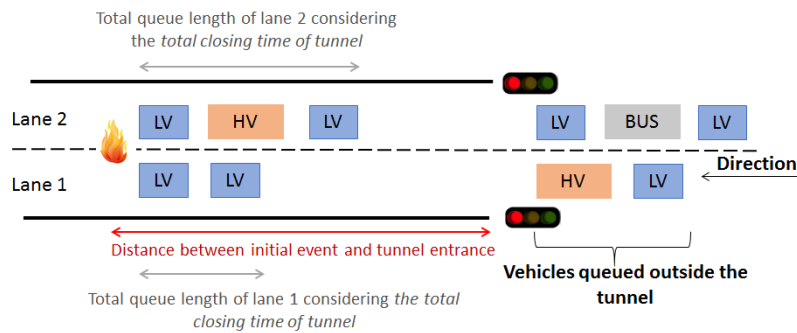 Total queue length of lane 2 considering
the total closing time of tunnel
Lane 2
LV
HV
LV
LV
BUS
LV
Lane 1
LV
LV
HV
LV
Direction
Distance between initial event and tunnel entrance
Vehicles queued outside the
tunnel
Total queue length of lane 1 considering the total
closing time of tunnel